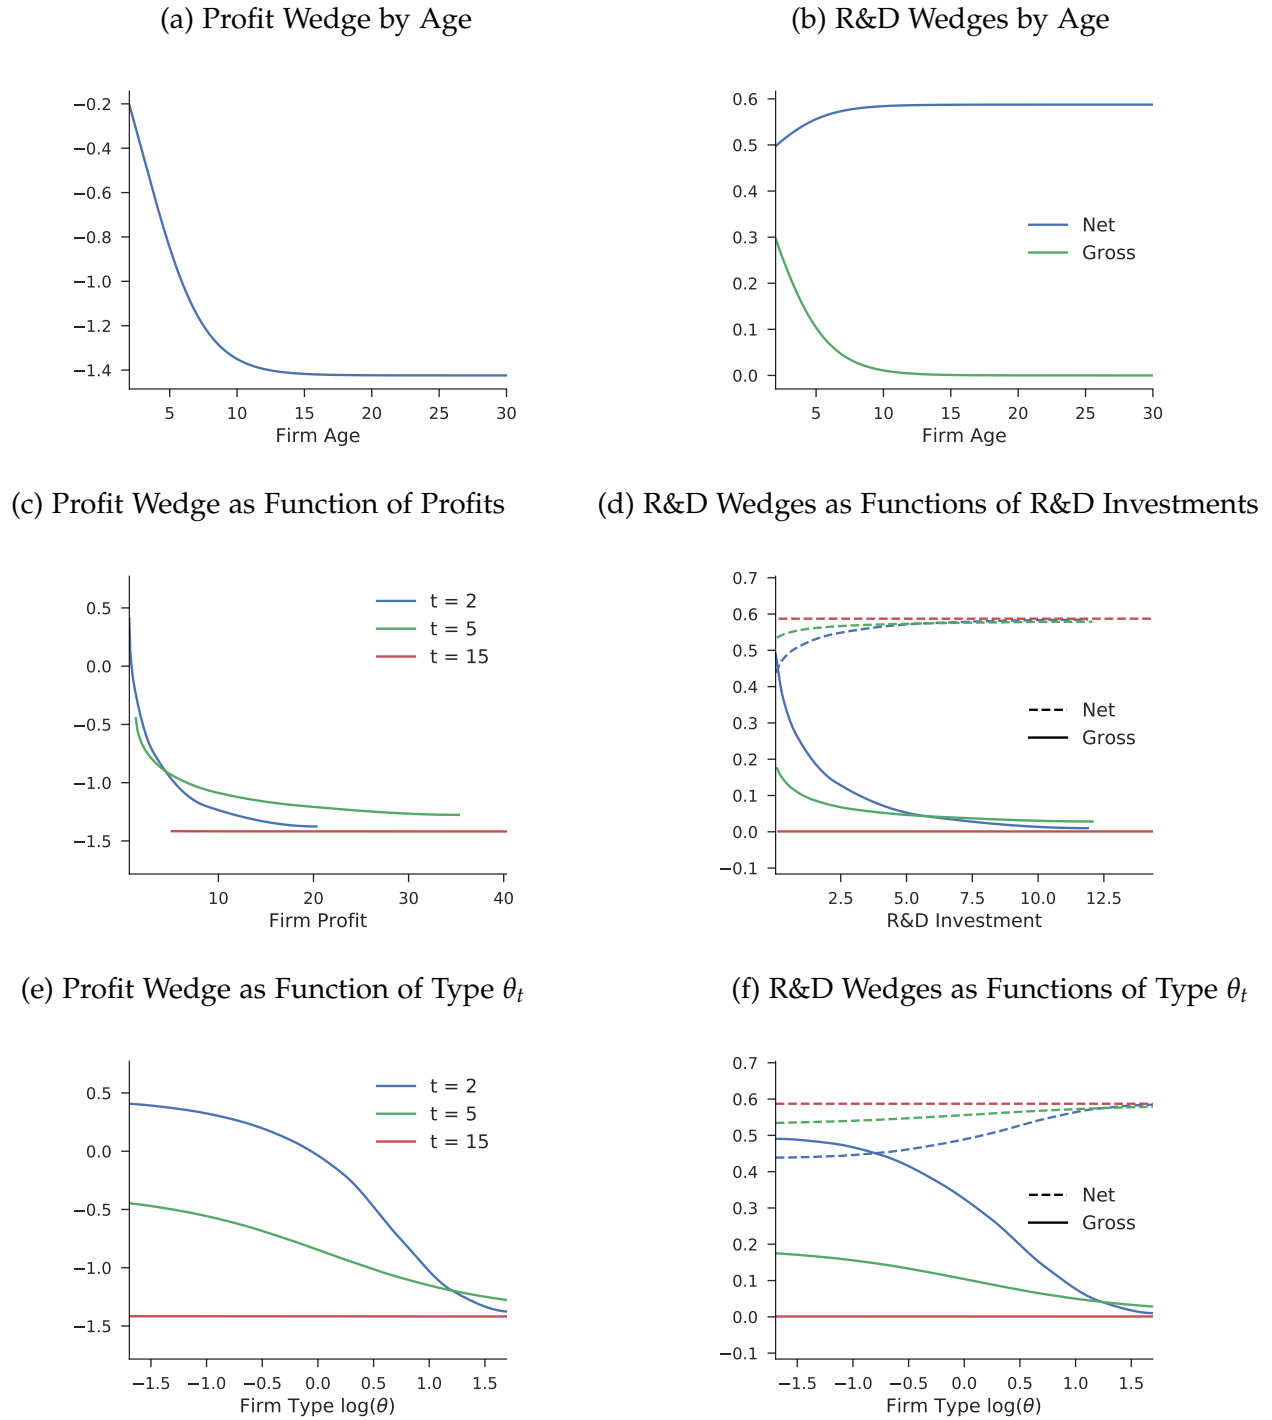 (a) Profit Wedge by Age
−0.2
−0.4
−0.6
−0.8
−1.0
−1.2
−1.4
5 10 15 20 25 30
Firm Age
(b) R&D Wedges by Age
0.6
0.5
0.4
0.3
0.2
0.1
0.0
Net
Gross
5 10 15 20 25 30
Firm Age
(c) Profit Wedge as Function of Profits
0.5
0.0
−0.5
−1.0
−1.5
t = 2
t = 5
t = 15
10 20 30 40
Firm Profit
(d) R&D Wedges as Functions of R&D Investments
0.7
0.6
0.5
0.4
0.3
0.2
0.1
0.0
−0.1
Net
Gross
2.5 5.0 7.5 10.0 12.5
R&D Investment
(e) Profit Wedge as Function of Type θₜ
0.5
0.0
−0.5
−1.0
−1.5
t = 2
t = 5
t = 15
−1.5 −1.0 −0.5 0.0 0.5 1.0 1.5
Firm Type log(θ)
(f) R&D Wedges as Functions of Type θₜ
0.7
0.6
0.5
0.4
0.3
0.2
0.1
0.0
−0.1
Net
Gross
−1.5 −1.0 −0.5 0.0 0.5 1.0 1.5
Firm Type log(θ)